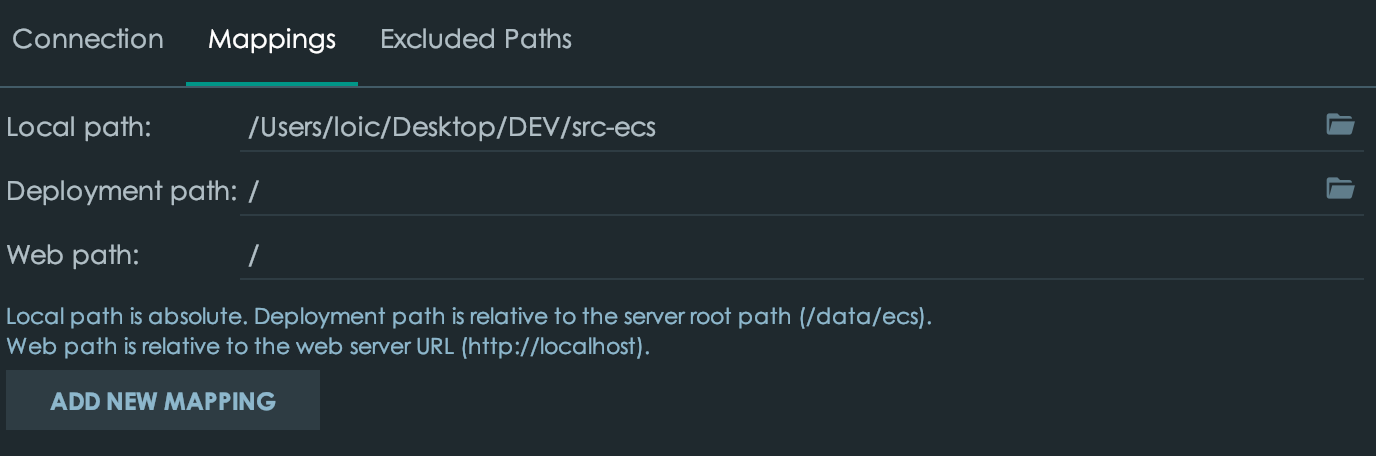 Connection Mappings Excluded Paths
Local path: /Users/loic/Desktop/DEV/src-ecs
Deployment path: /
Web path: /
Local path is absolute. Deployment path is relative to the server root path (/data/ecs).
Web path is relative to the web server URL (http://localhost).
ADD NEW MAPPING